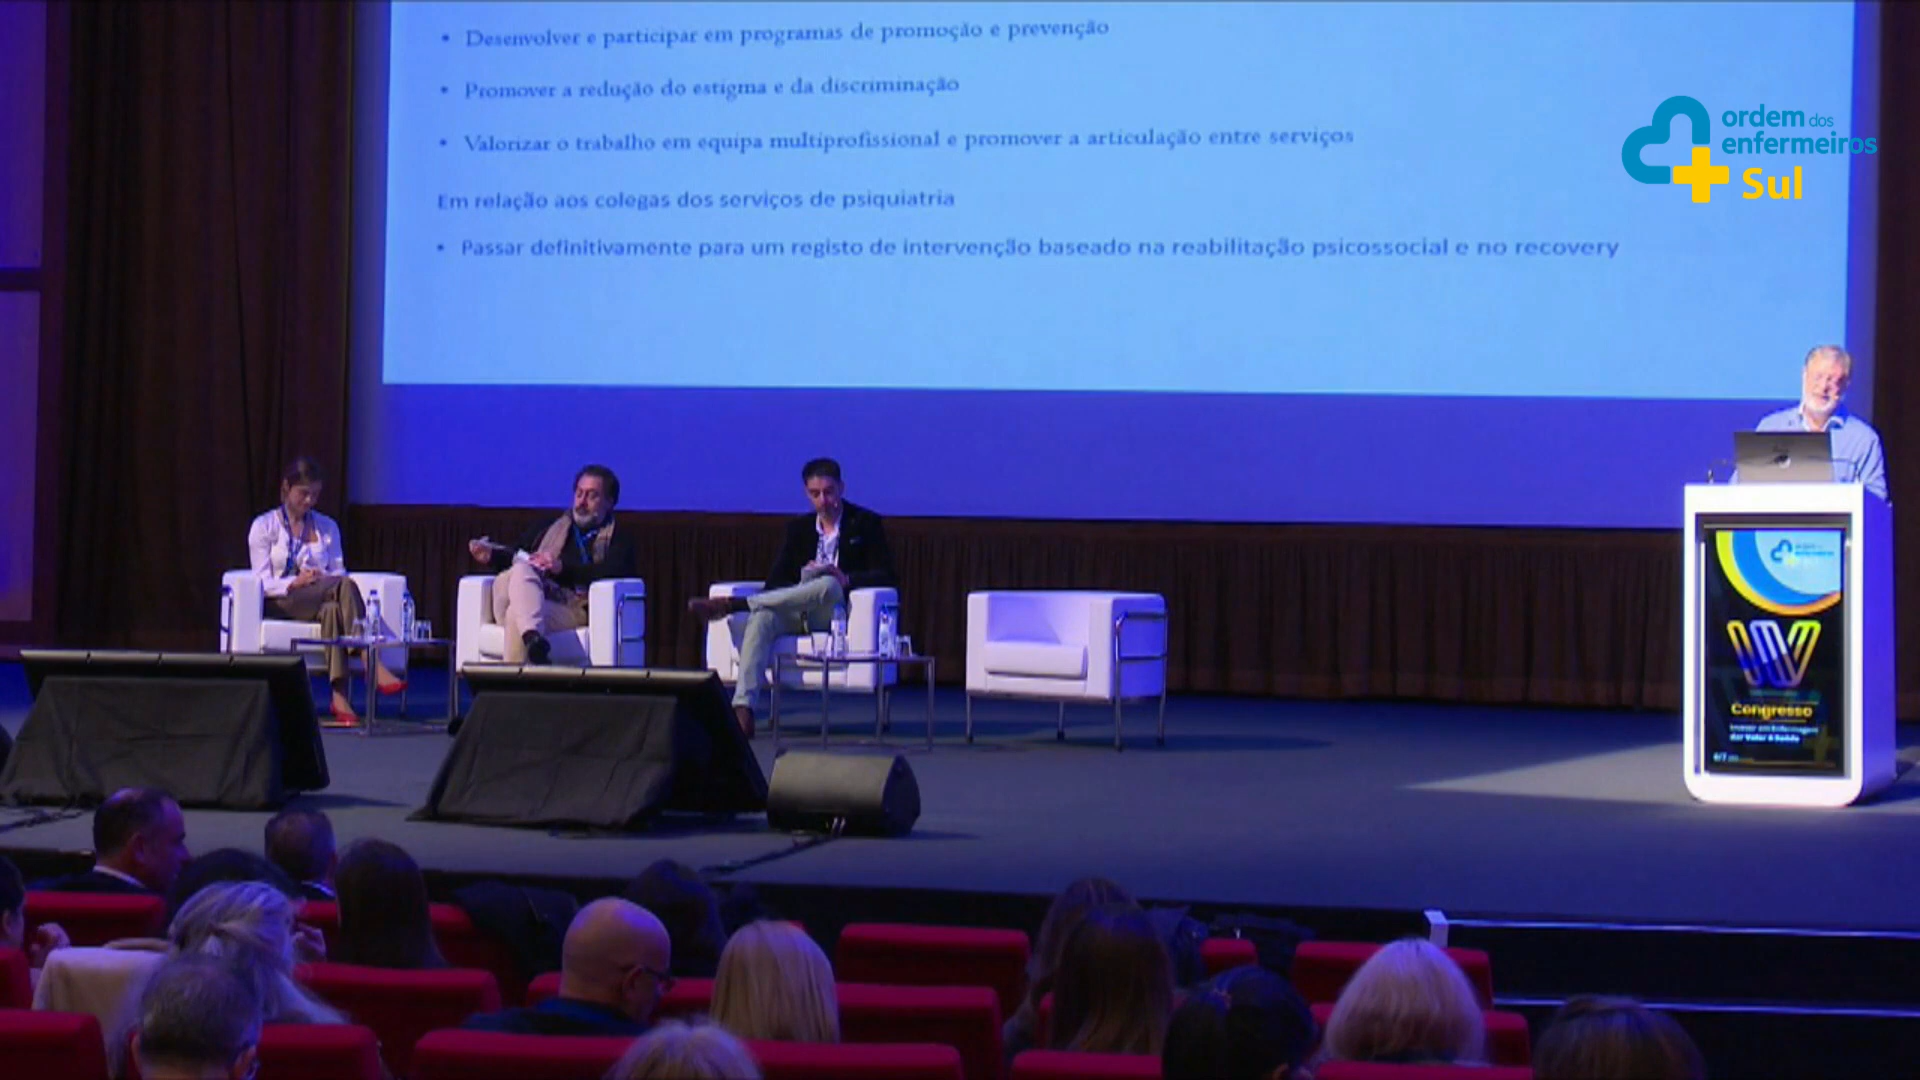 • Desenvolver e participar em programas de promoção e prevenção
• Promover a redução do estigma e da discriminação
• Valorizar o trabalho em equipa multiprofissional e promover a articulação entre serviços
Em relação aos colegas dos serviços de psiquiatria
• Passar definitivamente para um registo de intervenção baseado na reabilitação psicossocial e no recovery
ordem dos
enfermeiros
Sul
Congresso